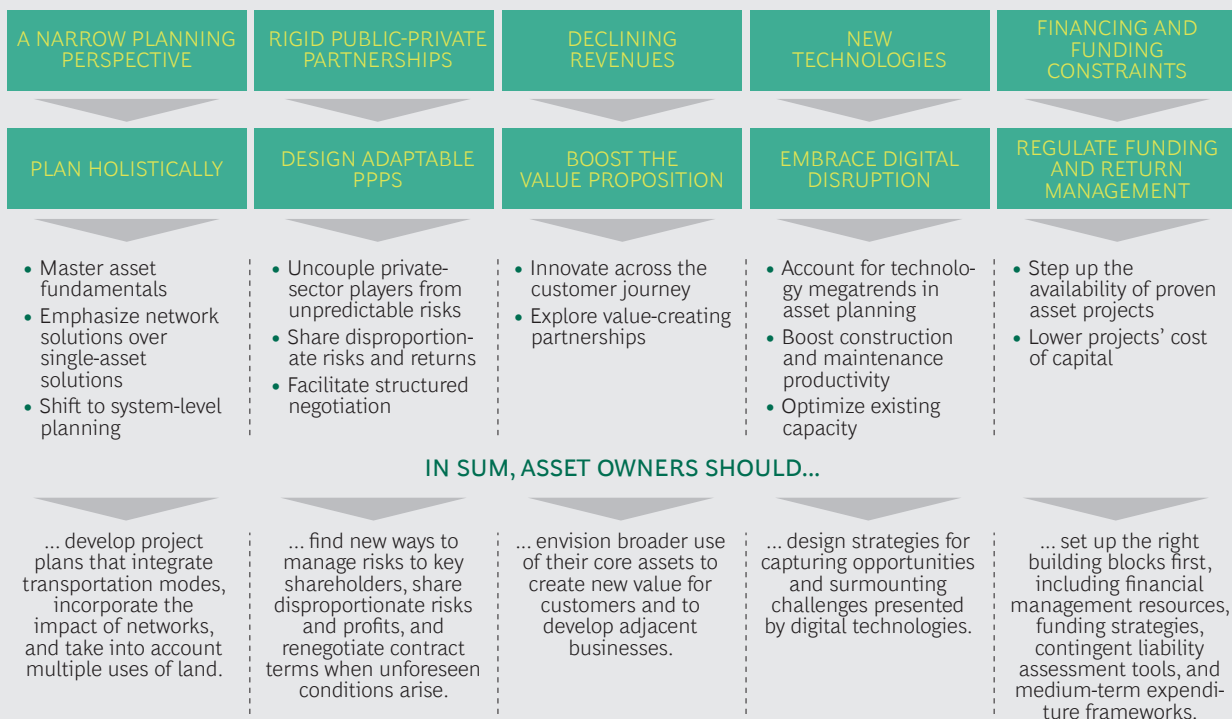 A NARROW PLANNING
PERSPECTIVE
RIGID PUBLIC-PRIVATE
PARTNERSHIPS
DECLINING
REVENUES
NEW
TECHNOLOGIES
FINANCING AND
FUNDING
CONSTRAINTS
PLAN HOLISTICALLY
DESIGN ADAPTABLE
PPPS
BOOST THE
VALUE PROPOSITION
EMBRACE DIGITAL
DISRUPTION
REGULATE FUNDING
AND RETURN
MANAGEMENT
• Master asset
fundamentals
• Emphasize network
solutions over
single-asset
solutions
• Shift to system-level
planning
• Uncouple private-
sector players from
unpredictable risks
• Share disproportion-
ate risks and returns
• Facilitate structured
negotiation
• Innovate across the
customer journey
• Explore value-creating
partnerships
• Account for technolo-
gy megatrends in
asset planning
• Boost construction
and maintenance
productivity
• Optimize existing
capacity
• Step up the
availability of proven
asset projects
• Lower projects’ cost
of capital
IN SUM, ASSET OWNERS SHOULD...
... develop project
plans that integrate
transportation modes,
incorporate the
impact of networks,
and take into account
multiple uses of land.
... find new ways to
manage risks to key
shareholders, share
disproportionate risks
and profits, and
renegotiate contract
terms when unforeseen
conditions arise.
... envision broader use
of their core assets to
create new value for
customers and to
develop adjacent
businesses.
... design strategies for
capturing opportunities
and surmounting
challenges presented
by digital technologies.
... set up the right
building blocks first,
including financial
management resources,
funding strategies,
contingent liability
assessment tools, and
medium-term expendi-
ture frameworks.